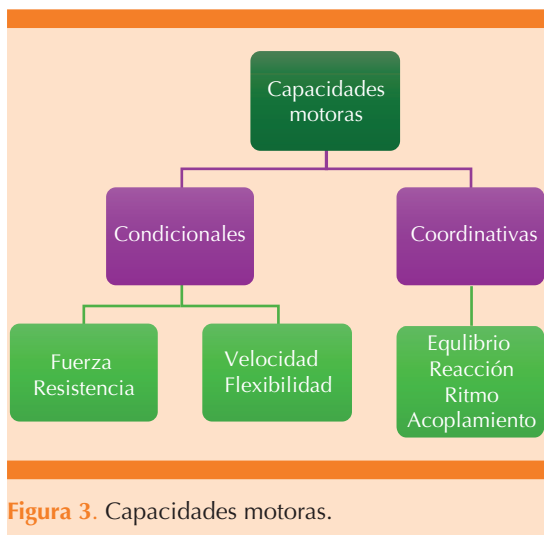 Capacidades
motoras
Condicionales
Coordinativas
Fuerza
Resistencia
Velocidad
Flexibilidad
Equlibrio
Reacción
Ritmo
Acoplamiento
Figura 3. Capacidades motoras.